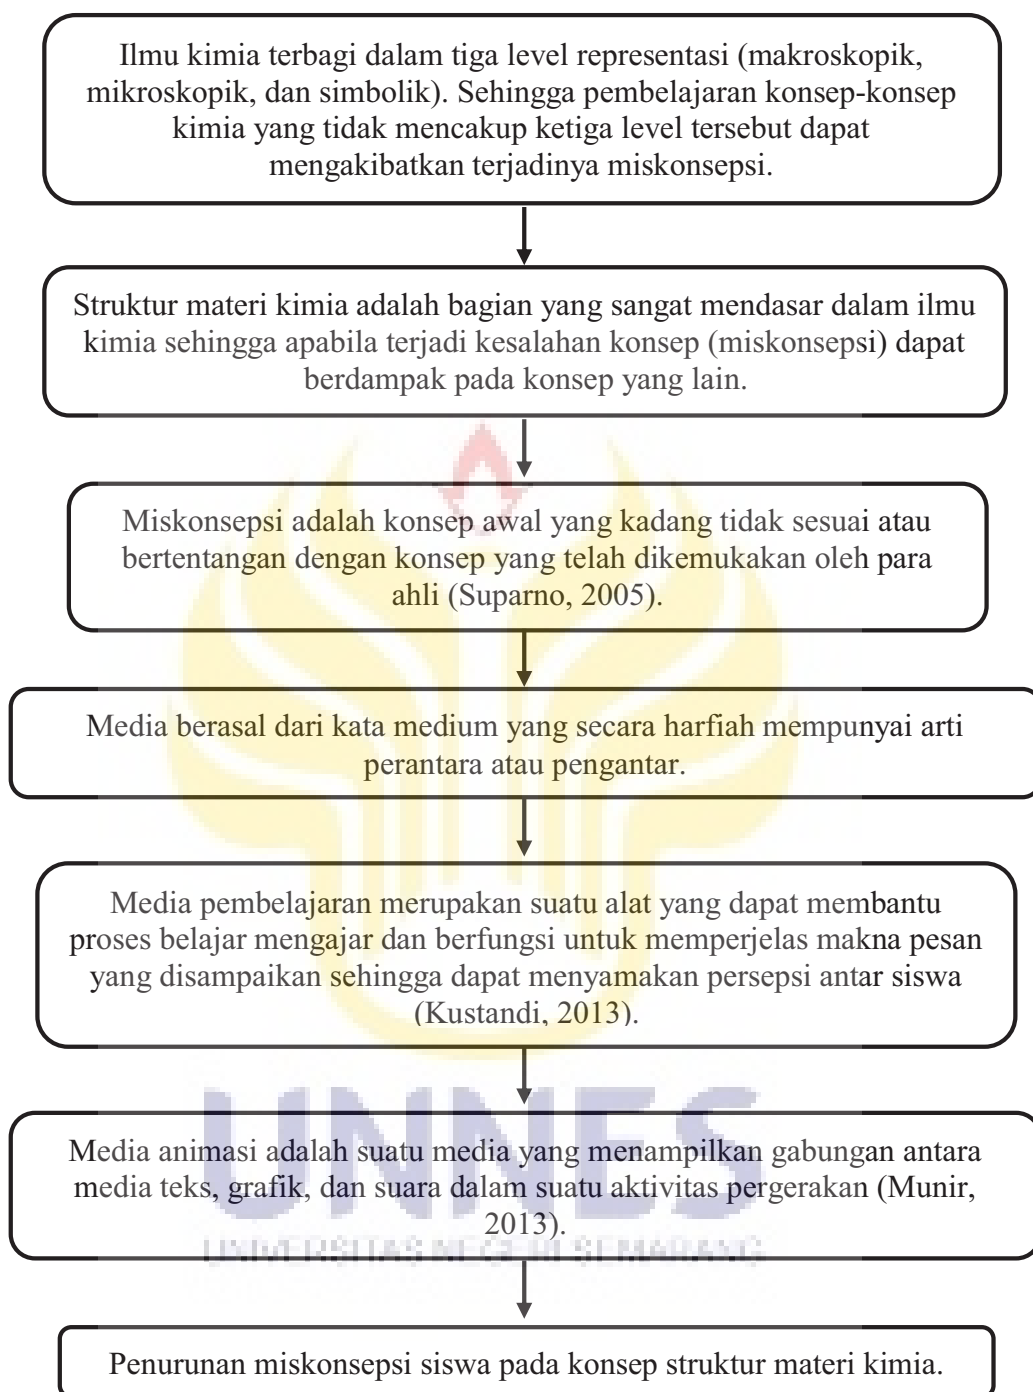 Ilmu kimia terbagi dalam tiga level representasi (makroskopik,
mikroskopik, dan simbolik). Sehingga pembelajaran konsep-konsep
kimia yang tidak mencakup ketiga level tersebut dapat
mengakibatkan terjadinya miskonsepsi.
Struktur materi kimia adalah bagian yang sangat mendasar dalam ilmu
kimia sehingga apabila terjadi kesalahan konsep (miskonsepsi) dapat
berdampak pada konsep yang lain.
Miskonsepsi adalah konsep awal yang kadang tidak sesuai atau
bertentangan dengan konsep yang telah dikemukakan oleh para
ahli (Suparno, 2005).
Media berasal dari kata medium yang secara harfiah mempunyai arti
perantara atau pengantar.
Media pembelajaran merupakan suatu alat yang dapat membantu
proses belajar mengajar dan berfungsi untuk memperjelas makna pesan
yang disampaikan sehingga dapat menyamakan persepsi antar siswa
(Kustandi, 2013).
UNNES
Media animasi adalah suatu media yang menampilkan gabungan antara
media teks, grafik, dan suara dalam suatu aktivitas pergerakan (Munir,
2013).
UNIVERSITAS NEGERI SEMARANG
Penurunan miskonsepsi siswa pada konsep struktur materi kimia.